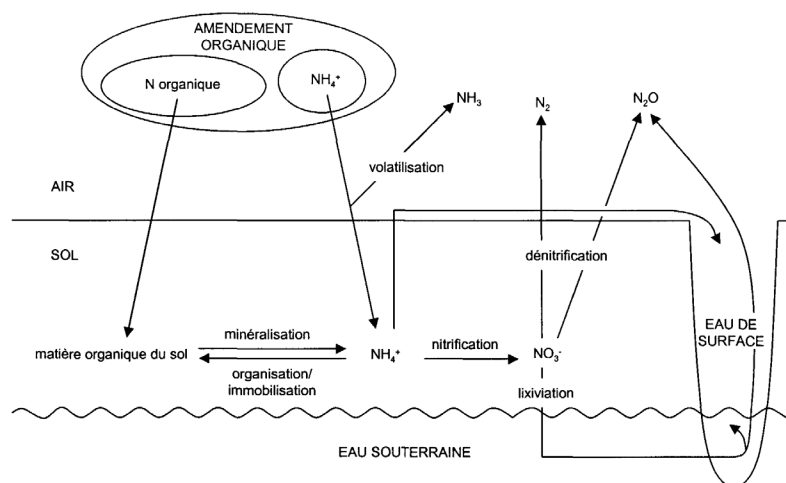 AMENDEMENT
ORGANIQUE
N organique
NH₄⁺
NH₃
N₂
N₂O
volatilisation
AIR
SOL
dénitrification
EAU DE
SURFACE
minéralisation
nitrification
matière organique du sol
NH₄⁺
NO₃⁻
organisation/
immobilisation
lixiviation
EAU SOUTERRAINE